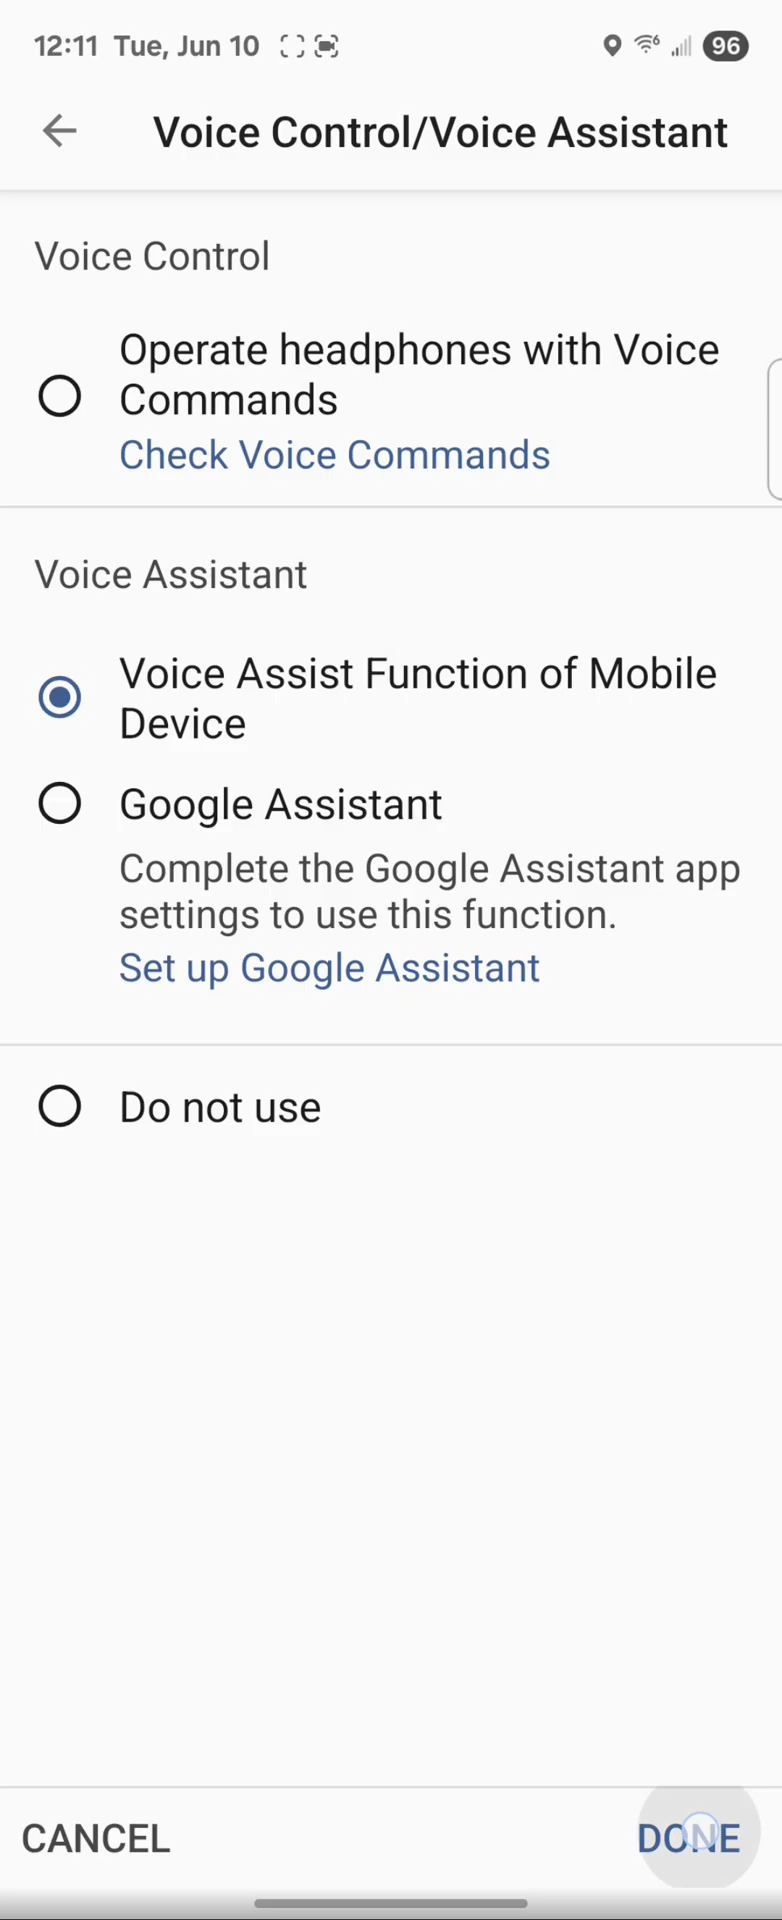 12:11 Tue, Jun 10
6
96
Voice Control/Voice Assistant
Voice Control
Operate headphones with Voice
Commands
Check Voice Commands
Voice Assistant
Voice Assist Function of Mobile
Device
Google Assistant
Complete the Google Assistant app
settings to use this function.
Set up Google Assistant
Do not use
CANCEL
DONE